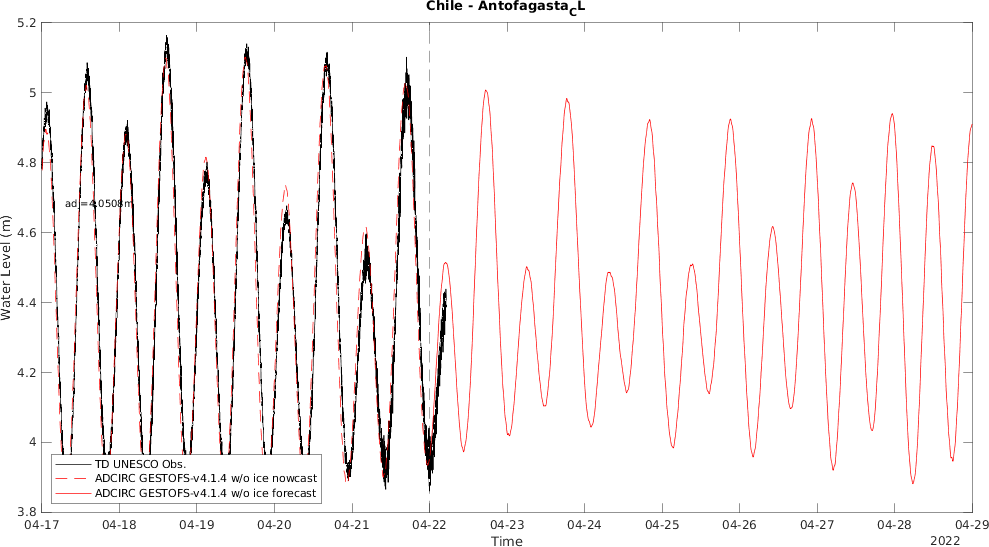 Chile - AntofagastaCL
5.2
5
4.8
4.6
4.4
4.2
4
3.8
Water Level (m)
ad =4.0508m
TD UNESCO Obs.
ADCIRC GESTOFS-v4.1.4 w/o ice nowcast
ADCIRC GESTOFS-v4.1.4 w/o ice forecast
04-17 04-18 04-19 04-20 04-21 04-22 04-23 04-24 04-25 04-26 04-27 04-28 04-29
Time
2022